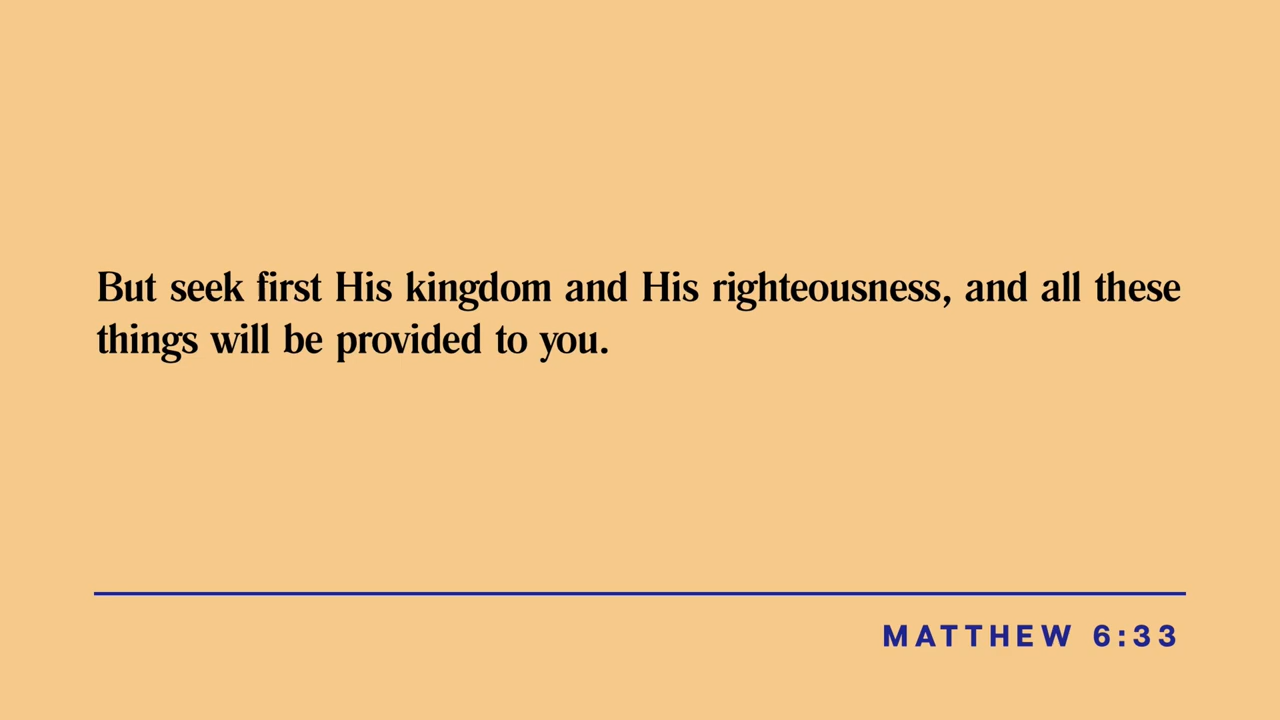 But seek first His kingdom and His righteousness, and all these
things will be provided to you.
MATTHEW 6:33